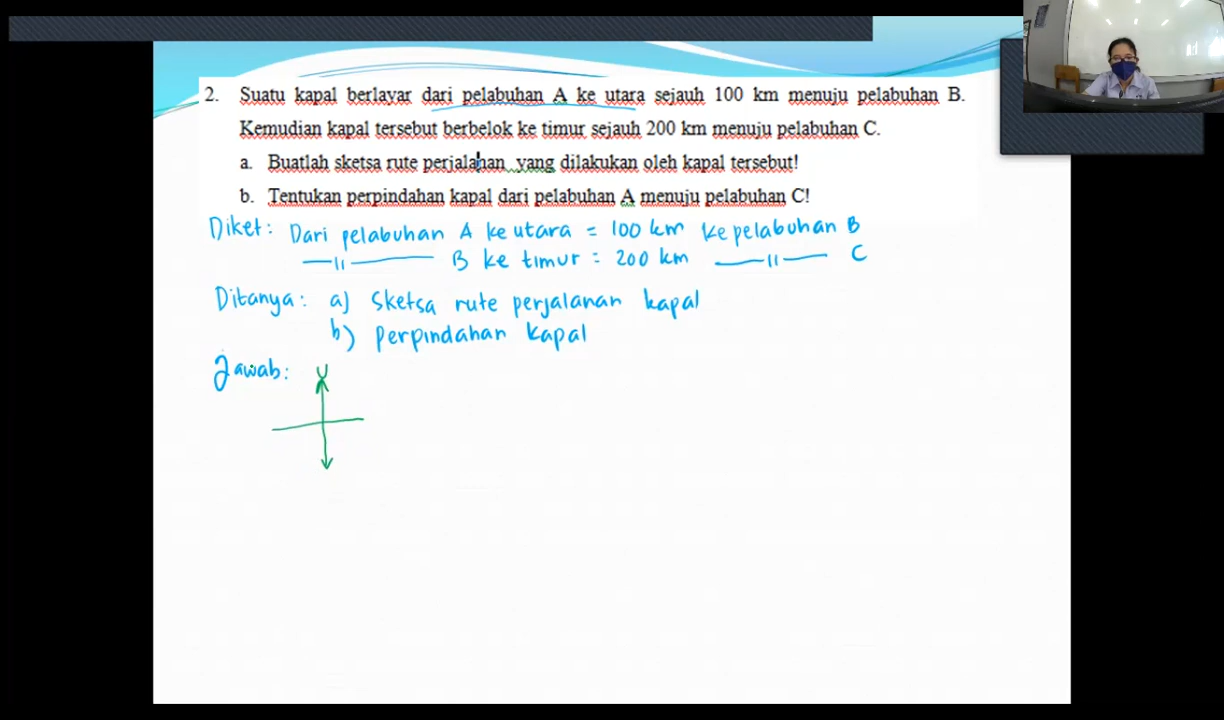 2. Suatu kapal berlayar dari pelabuhan A ke utara sejauh 100 km menuju pelabuhan B.
Kemudian kapal tersebut berbelok ke timur sejauh 200 km menuju pelabuhan C.
a. Buatlah sketsa rute perjalanan yang dilakukan oleh kapal tersebut!
b. Tentukan perpindahan kapal dari pelabuhan A menuju pelabuhan C!
Diket: Dari pelabuhan A ke utara = 100 km ke pelabuhan B
— 11 — B ke timur = 200 km — 11 — C
Ditanya: a) Sketsa rute perjalanan kapal
b) Perpindahan kapal
Jawab: U